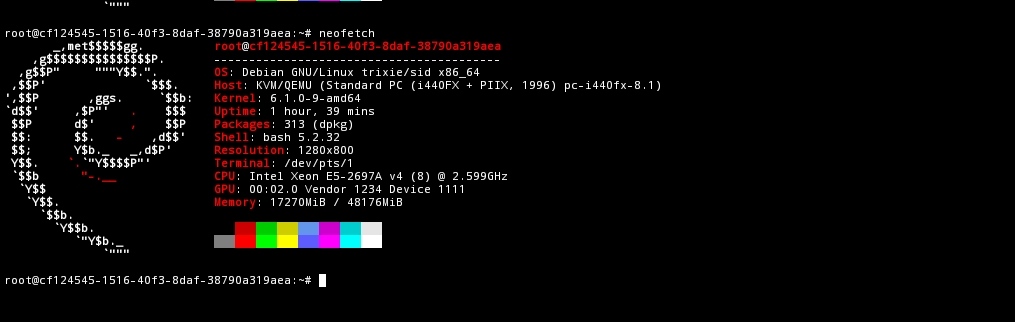 `"""
root@cf124545-1516-40f3-8daf-38790a319aea:~# neofetch
_,met$$$$$gg. root@cf124545-1516-40f3-8daf-38790a319aea
,g$$$$$$$$$$$$$$$P. -----------------------------------------
,g$$P" """Y$$.". OS: Debian GNU/Linux trixie/sid x86_64
,$$P' `$$$. Host: KVM/QEMU (Standard PC (i440FX + PIIX, 1996) pc-i440fx-8.1)
',$$P ,ggs. `$$b: Kernel: 6.1.0-9-amd64
`d$$' ,$P"' . $$$ Uptime: 1 hour, 39 mins
$$P d$' , $$P Packages: 313 (dpkg)
$$: $$. - ,d$$' Shell: bash 5.2.32
$$; Y$b._ _,d$P' Resolution: 1280x800
Y$$. `.`"Y$$$$P"' Terminal: /dev/pts/1
`$$b "-.__ CPU: Intel Xeon E5-2697A v4 (8) @ 2.599GHz
`Y$$ GPU: 00:02.0 Vendor 1234 Device 1111
`Y$$. Memory: 17270MiB / 48176MiB
`$$b.
`Y$$b.
`"Y$b._
`"""
root@cf124545-1516-40f3-8daf-38790a319aea:~#